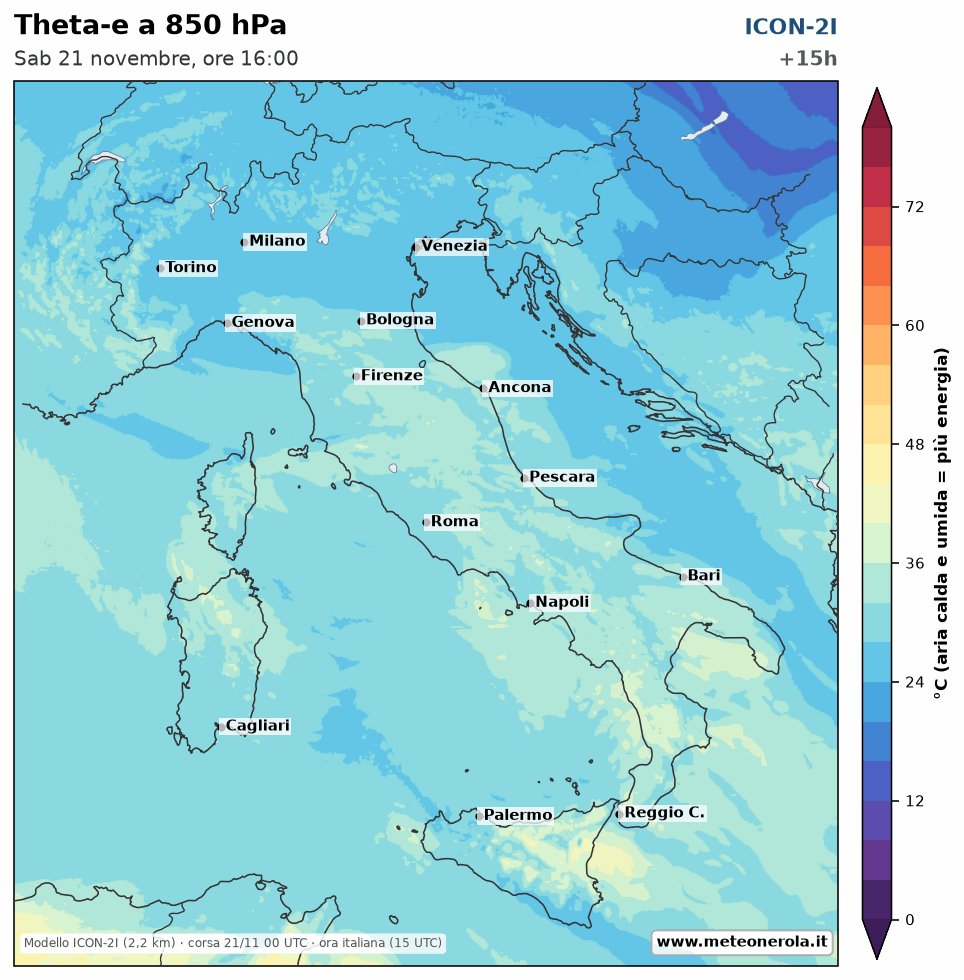 Theta-e a 850 hPa
ICON-2I
Sab 21 novembre, ore 16:00
+15h
Milano
Venezia
Torino
Genova
Bologna
Firenze
Ancona
Pescara
Roma
Bari
Napoli
Cagliari
Palermo
Reggio C.
72
60
48
36
24
12
0
°C (aria calda e umida = più energia)
Modello ICON-2I (2,2 km) · corsa 21/11 00 UTC · ora italiana (15 UTC)
www.meteonerola.it